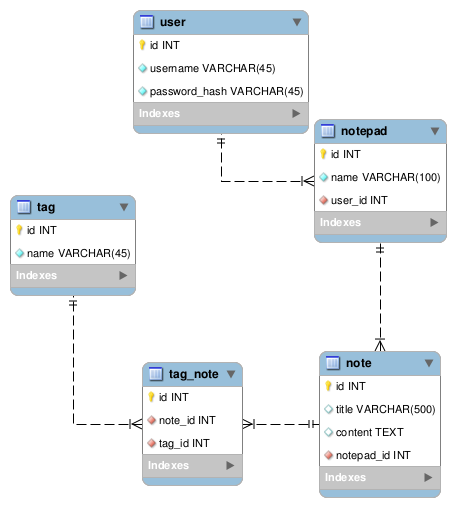 user
id INT
username VARCHAR(45)
password_hash VARCHAR(45)
Indexes
notepad
id INT
name VARCHAR(100)
user_id INT
Indexes
tag
id INT
name VARCHAR(45)
Indexes
tag_note
id INT
note_id INT
tag_id INT
Indexes
note
id INT
title VARCHAR(500)
content TEXT
notepad_id INT
Indexes